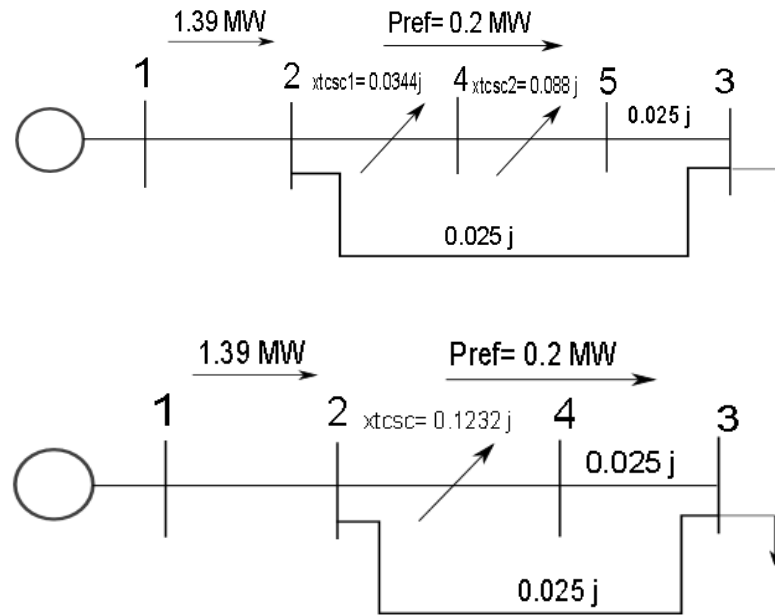 1.39 MW
Pref= 0.2 MW
1
2
xtcsc1=0.0344j
4
xtcsc2=0.088j
5
3
0.025 j
0.025 j
1.39 MW
Pref= 0.2 MW
1
2
xtcsc= 0.1232 j
4
3
0.025 j
0.025 j